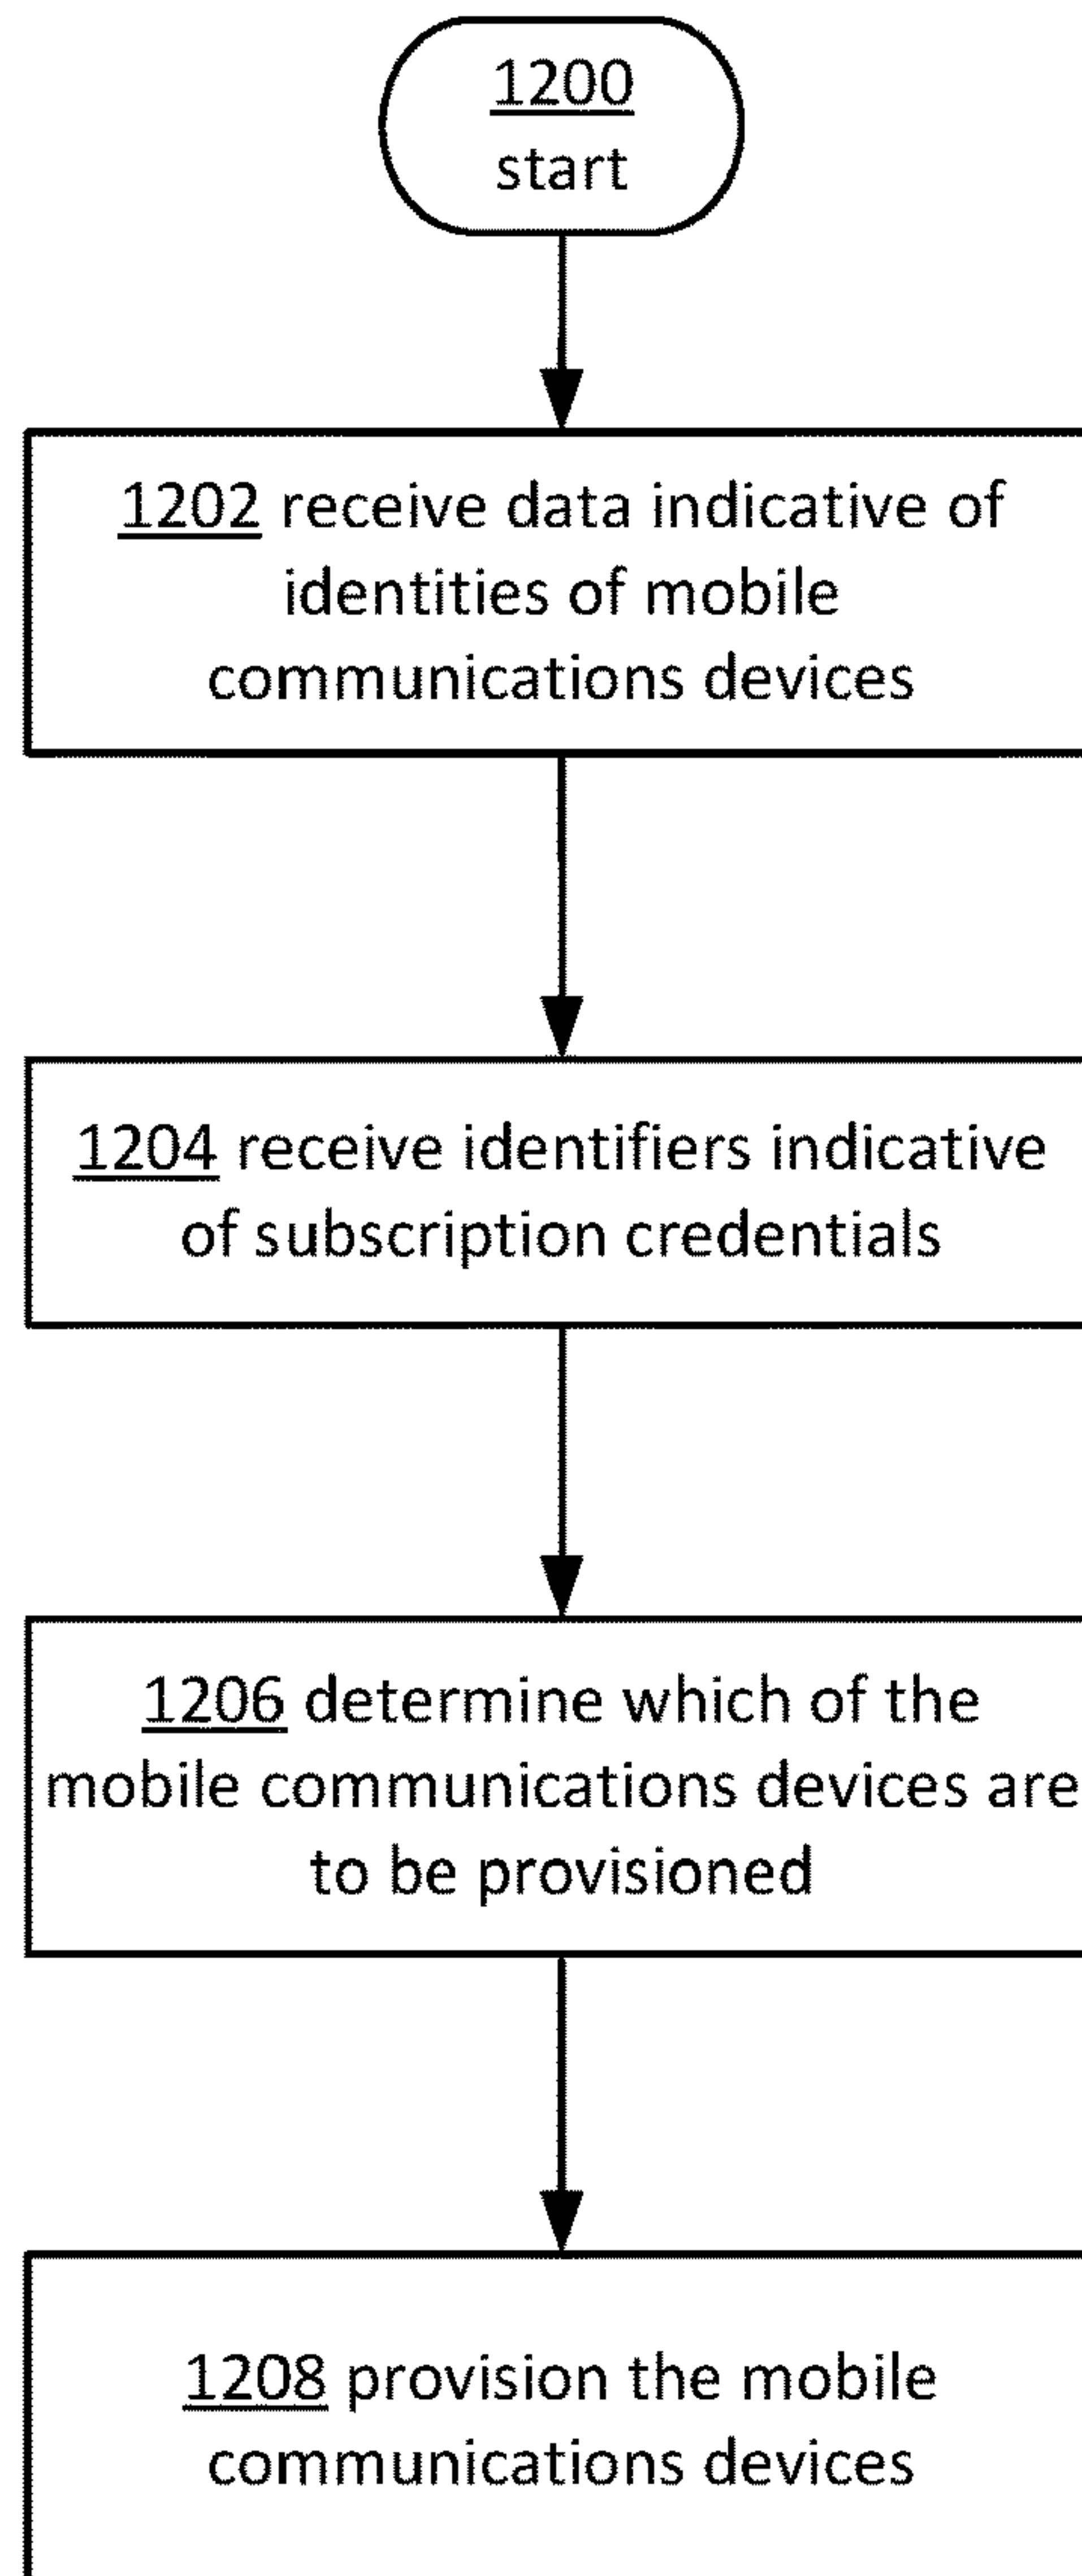 1200
start
1202 receive data indicative of
identities of mobile
communications devices
1204 receive identifiers indicative
of subscription credentials
1206 determine which of the
mobile communications devices are
to be provisioned
1208 provision the mobile
communications devices